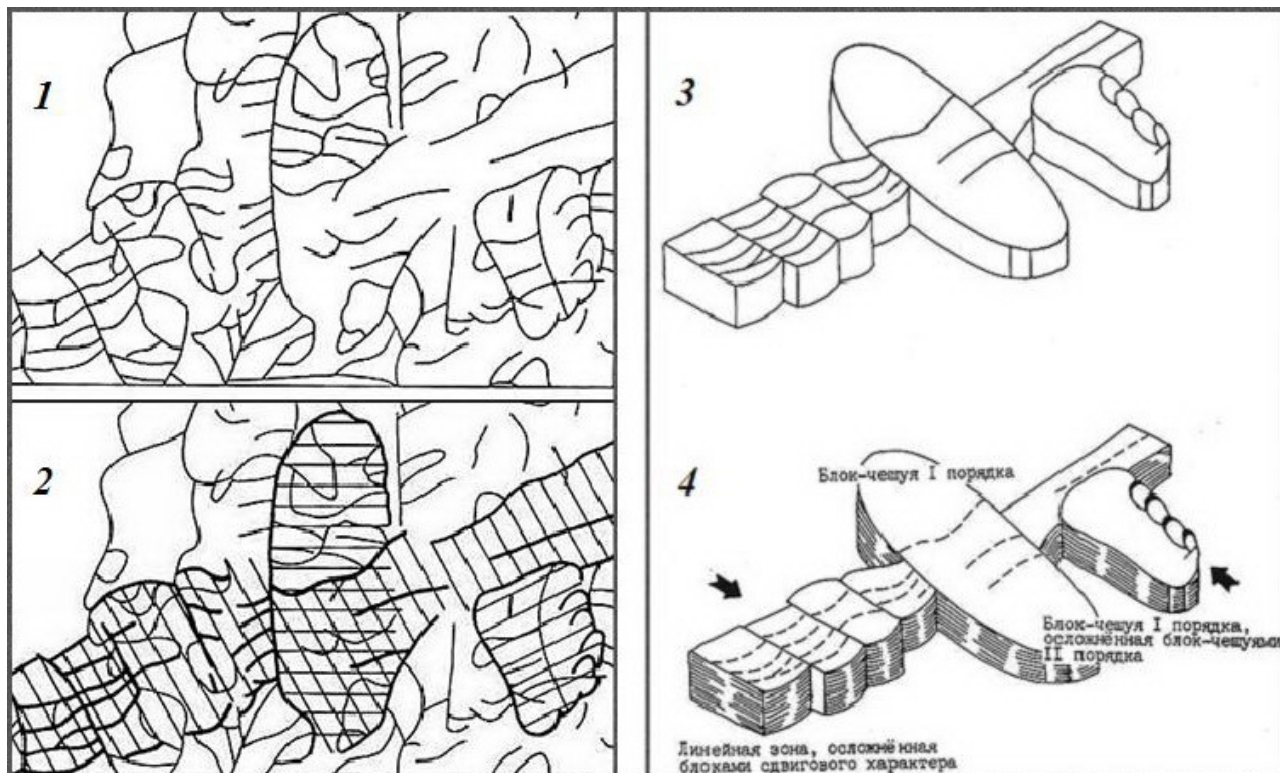 1
2
3
4
Блок-чешуя I порядка
Блок-чешуя I порядка,
осложнённая блок-чешуями
II порядка
Линейная зона, осложнённая
блоками сдвигового характера